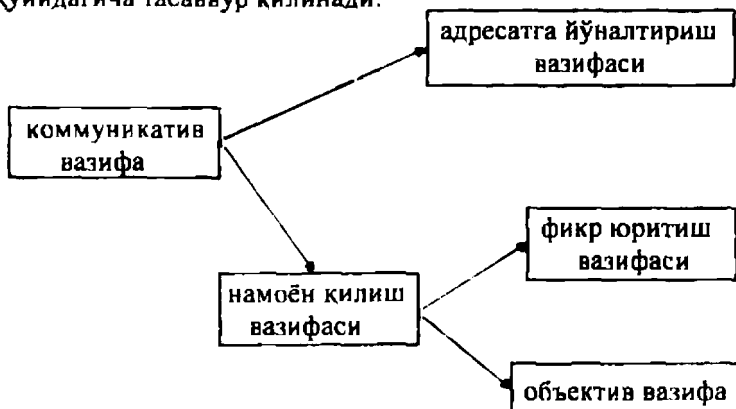 қуйидагича тасаввур қилинади:
адресатга йўналтириш
вазифаси
коммуникатив
вазифа
фикр юритиш
вазифаси
намоён қилиш
вазифаси
объектив вазифа